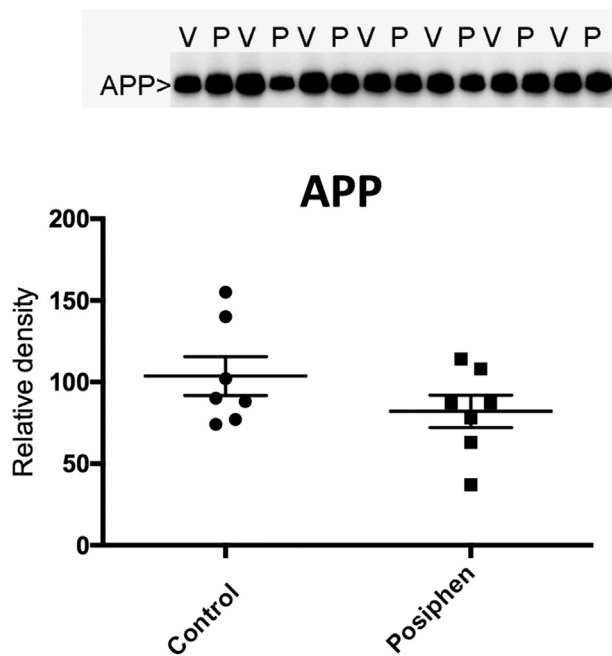 V P V P V P V P V P V P V P
APP>
APP
200
150
100
50
0
Relative density
Control
Posiphen